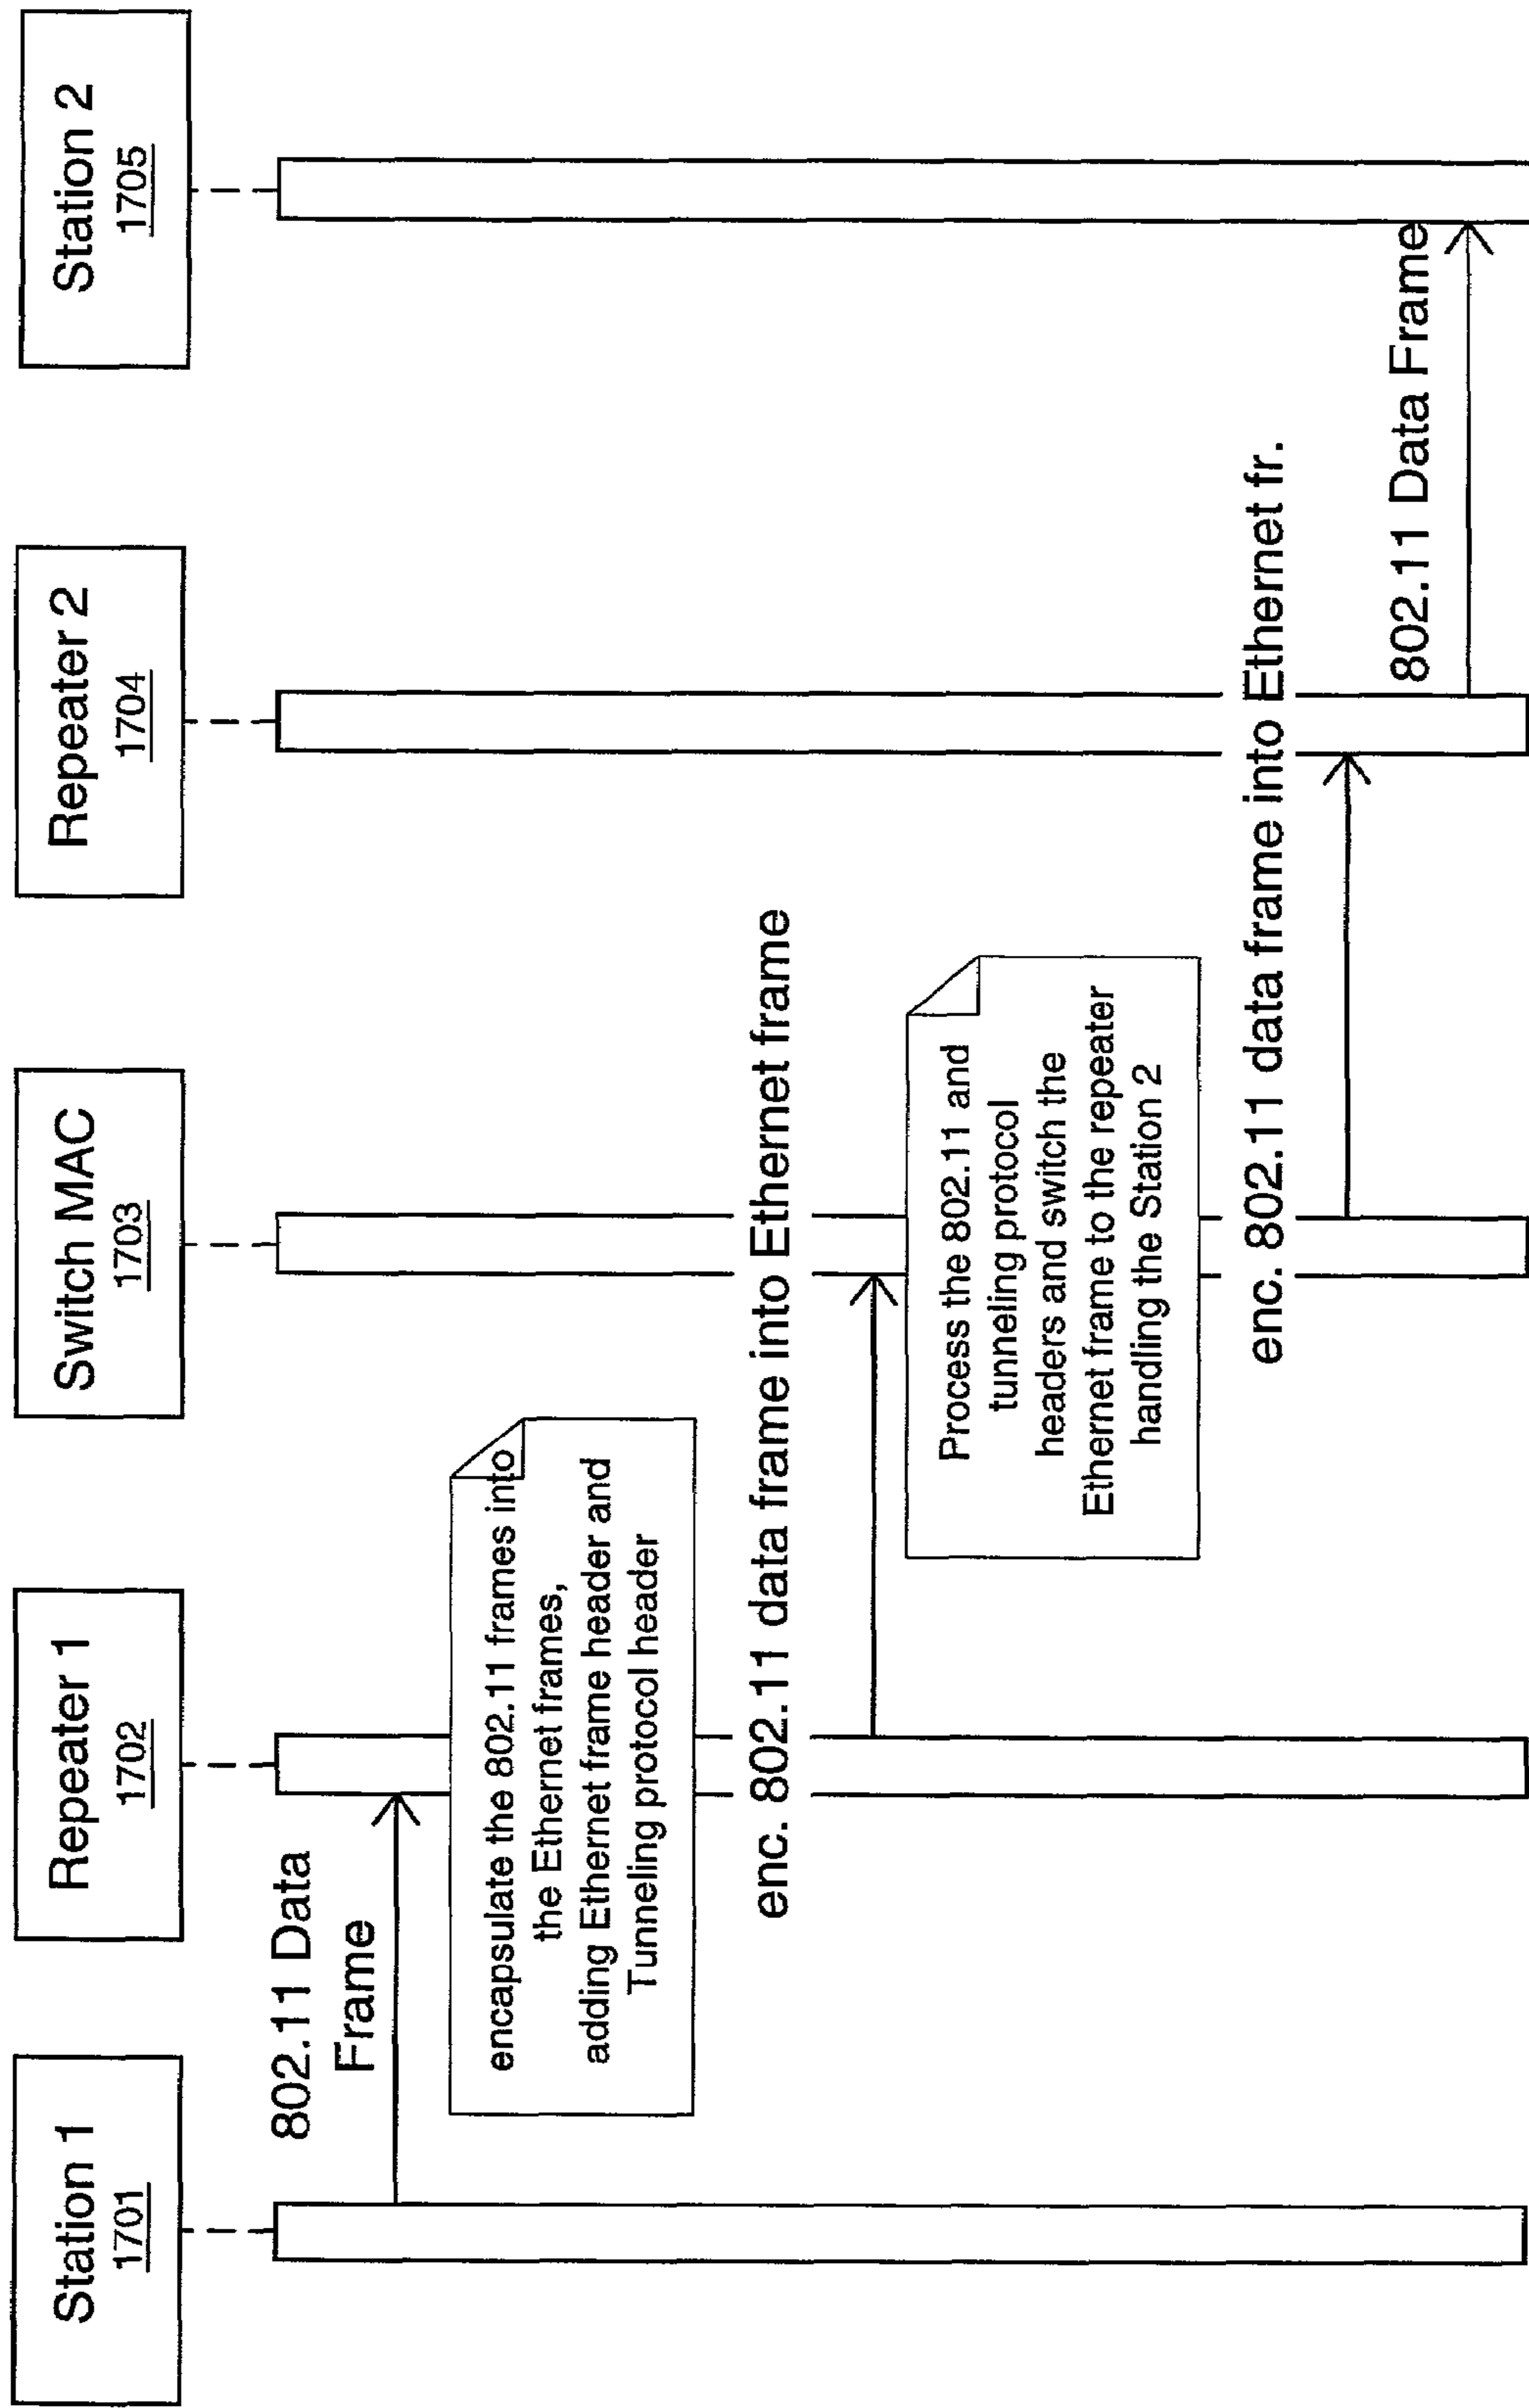 Station 1
1701
Repeater 1
1702
Switch MAC
1703
Repeater 2
1704
Station 2
1705
802.11 Data
Frame
encapsulate the 802.11 frames into
the Ethernet frames,
adding Ethernet frame header and
Tunneling protocol header
enc. 802.11 data frame into Ethernet frame
Process the 802.11 and
tunneling protocol
headers and switch the
Ethernet frame to the repeater
handling the Station 2
enc. 802.11 data frame into Ethernet fr.
802.11 Data Frame